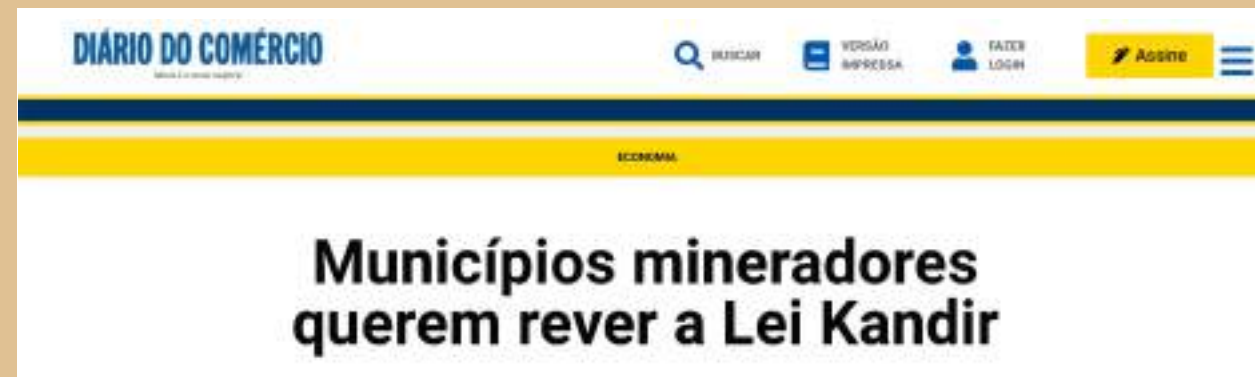 DIÁRIO DO COMÉRCIO
BUSCAR
VERSÃO
IMPRESSA
FAZER
LOGIN
Assine
ECONOMIA
Municípios mineradores
querem rever a Lei Kandir